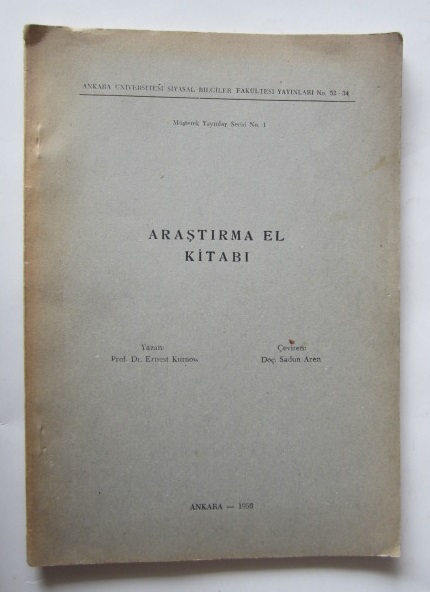 ANKARA ÜNİVERSİTESİ SİYASAL BİLGİLER FAKÜLTESİ YAYINLARI No. 52 - 34
Müşterek Yayınlar Serisi No. 1
ARAŞTIRMA EL
KİTABI
Yazan:
Prof. Dr. Ernest Kurnow
Çeviren:
Doç. Sadun Aren
ANKARA —